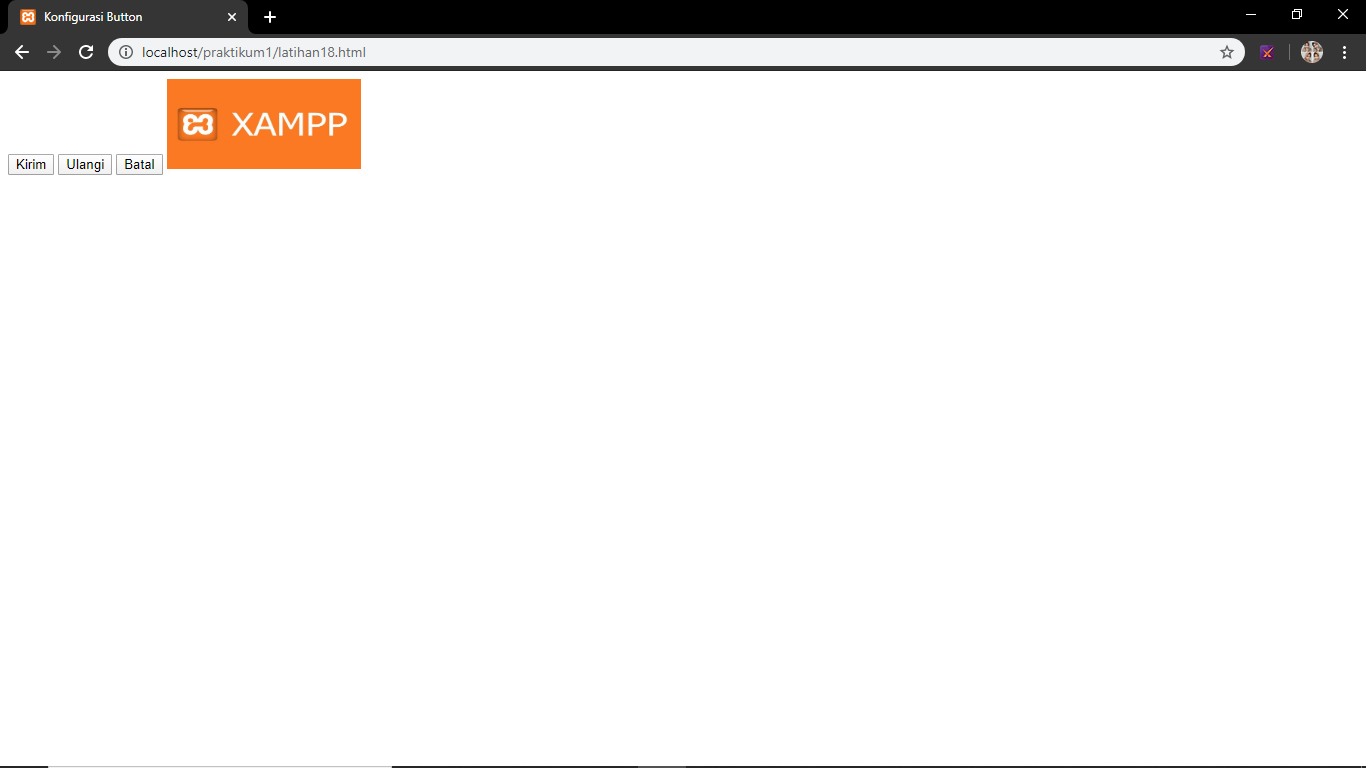 Konfigurasi Button
localhost/praktikum1/latihan18.html
XAMPP
Kirim Ulangi Batal